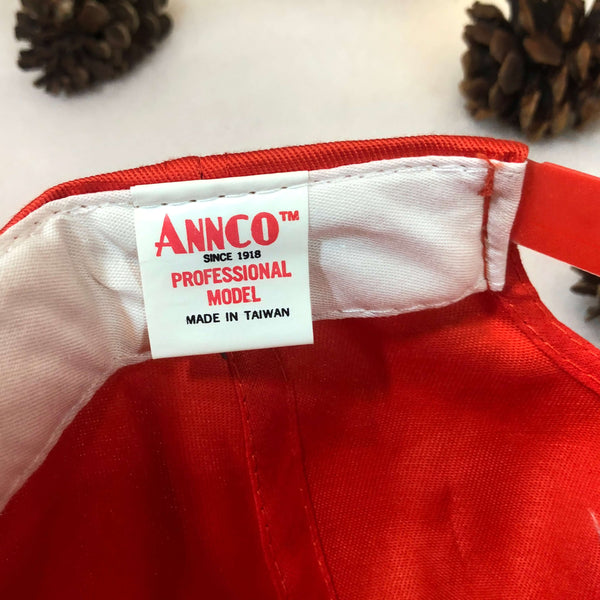 ANNCO™
SINCE 1918
PROFESSIONAL
MODEL
MADE IN TAIWAN